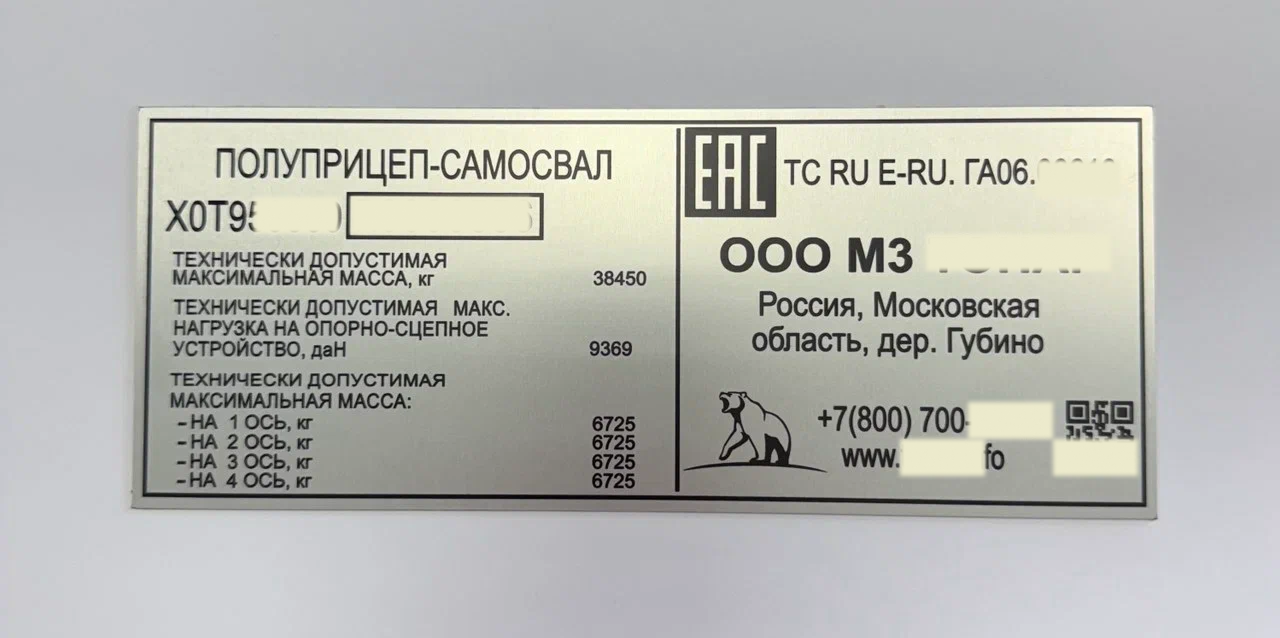 ПОЛУПРИЦЕП-САМОСВАЛ
X0T95
ТЕХНИЧЕСКИ ДОПУСТИМАЯ
МАКСИМАЛЬНАЯ МАССА, кг 38450
ТЕХНИЧЕСКИ ДОПУСТИМАЯ МАКС.
НАГРУЗКА НА ОПОРНО-СЦЕПНОЕ
УСТРОЙСТВО, даН 9369
ТЕХНИЧЕСКИ ДОПУСТИМАЯ
МАКСИМАЛЬНАЯ МАССА:
-НА 1 ОСЬ, кг 6725
-НА 2 ОСЬ, кг 6725
-НА 3 ОСЬ, кг 6725
-НА 4 ОСЬ, кг 6725
EAC ТС RU E-RU. ГА06.
ООО МЗ
Россия, Московская
область, дер. Губино
+7(800) 700-
www. fo